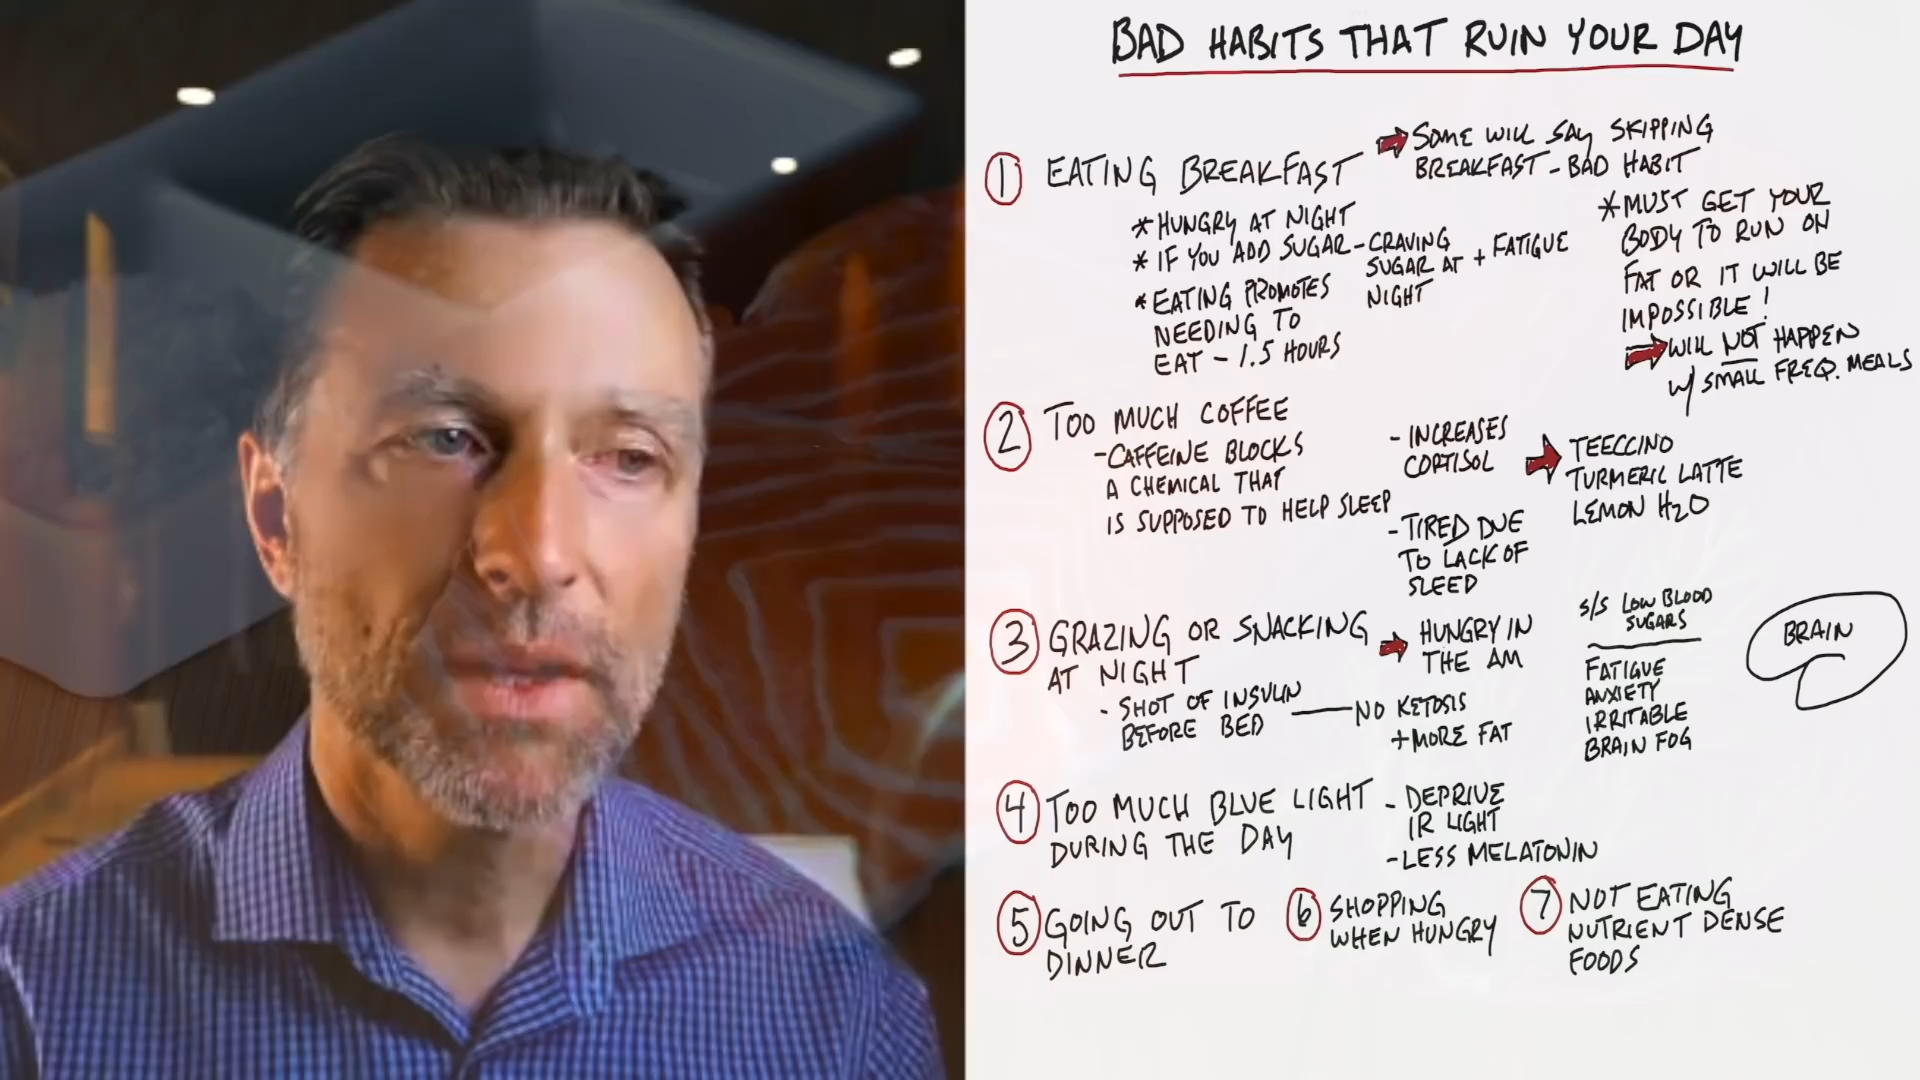 BAD HABITS THAT RUIN YOUR DAY
1 EATING BREAKFAST
SOME WILL SAY SKIPPING
BREAKFAST - BAD HABIT
* HUNGRY AT NIGHT
* IF YOU ADD SUGAR - CRAVING
SUGAR AT + FATIGUE
NIGHT
* EATING PROMOTES
NEEDING TO
EAT - 1.5 HOURS
* MUST GET YOUR
BODY TO RUN ON
FAT OR IT WILL BE
IMPOSSIBLE!
WILL NOT HAPPEN
W/ SMALL FREQ. MEALS
2 TOO MUCH COFFEE
- CAFFEINE BLOCKS
A CHEMICAL THAT
IS SUPPOSED TO HELP SLEEP
- INCREASES
CORTISOL
- TIRED DUE
TO LACK OF
SLEED
TEECCINO
TURMERIC LATTE
LEMON H2O
3 GRAZING OR SNACKING
AT NIGHT
HUNGRY IN
THE AM
- SHOT OF INSULIN
BEFORE BED
NO KETOSIS
+ MORE FAT
S/S LOW BLOOD
SUGARS
FATIGUE
ANXIETY
IRRITABLE
BRAIN FOG
BRAIN
4 TOO MUCH BLUE LIGHT
DURING THE DAY
- DEPRIVE
IR LIGHT
- LESS MELATONIN
5 GOING OUT TO
DINNER
6 SHOPPING
WHEN HUNGRY
7 NOT EATING
NUTRIENT DENSE
FOODS